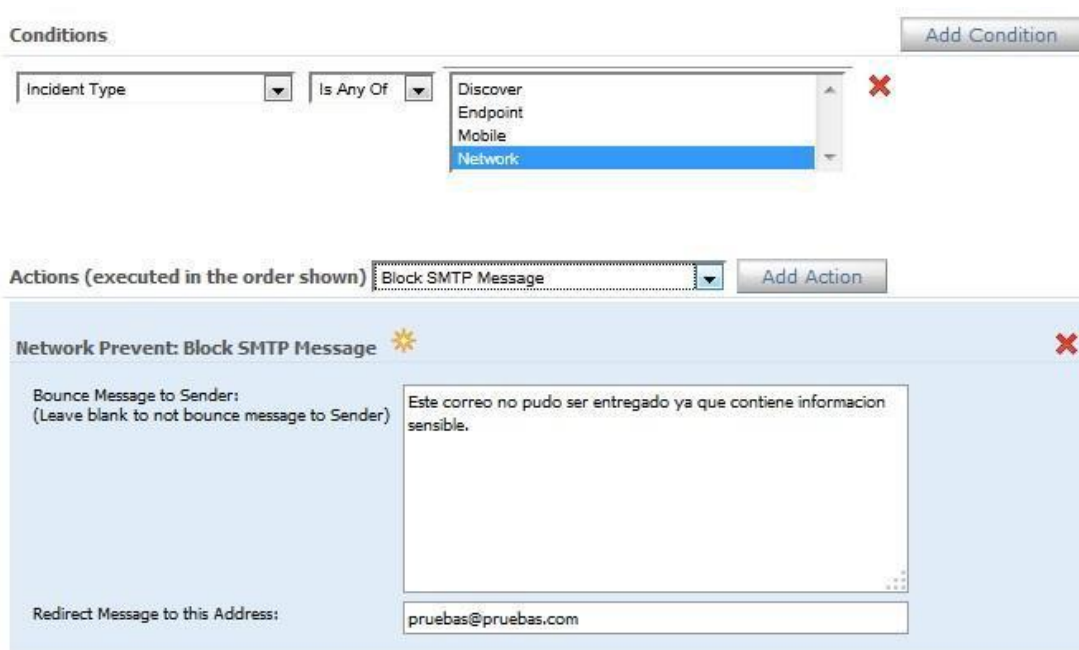 Conditions
Add Condition
Incident Type
Is Any Of
Discover
Endpoint
Mobile
Network
Actions (executed in the order shown)
Block SMTP Message
Add Action
Network Prevent: Block SMTP Message
Bounce Message to Sender:
(Leave blank to not bounce message to Sender)
Este correo no pudo ser entregado ya que contiene informacion
sensible.
Redirect Message to this Address:
pruebas@pruebas.com